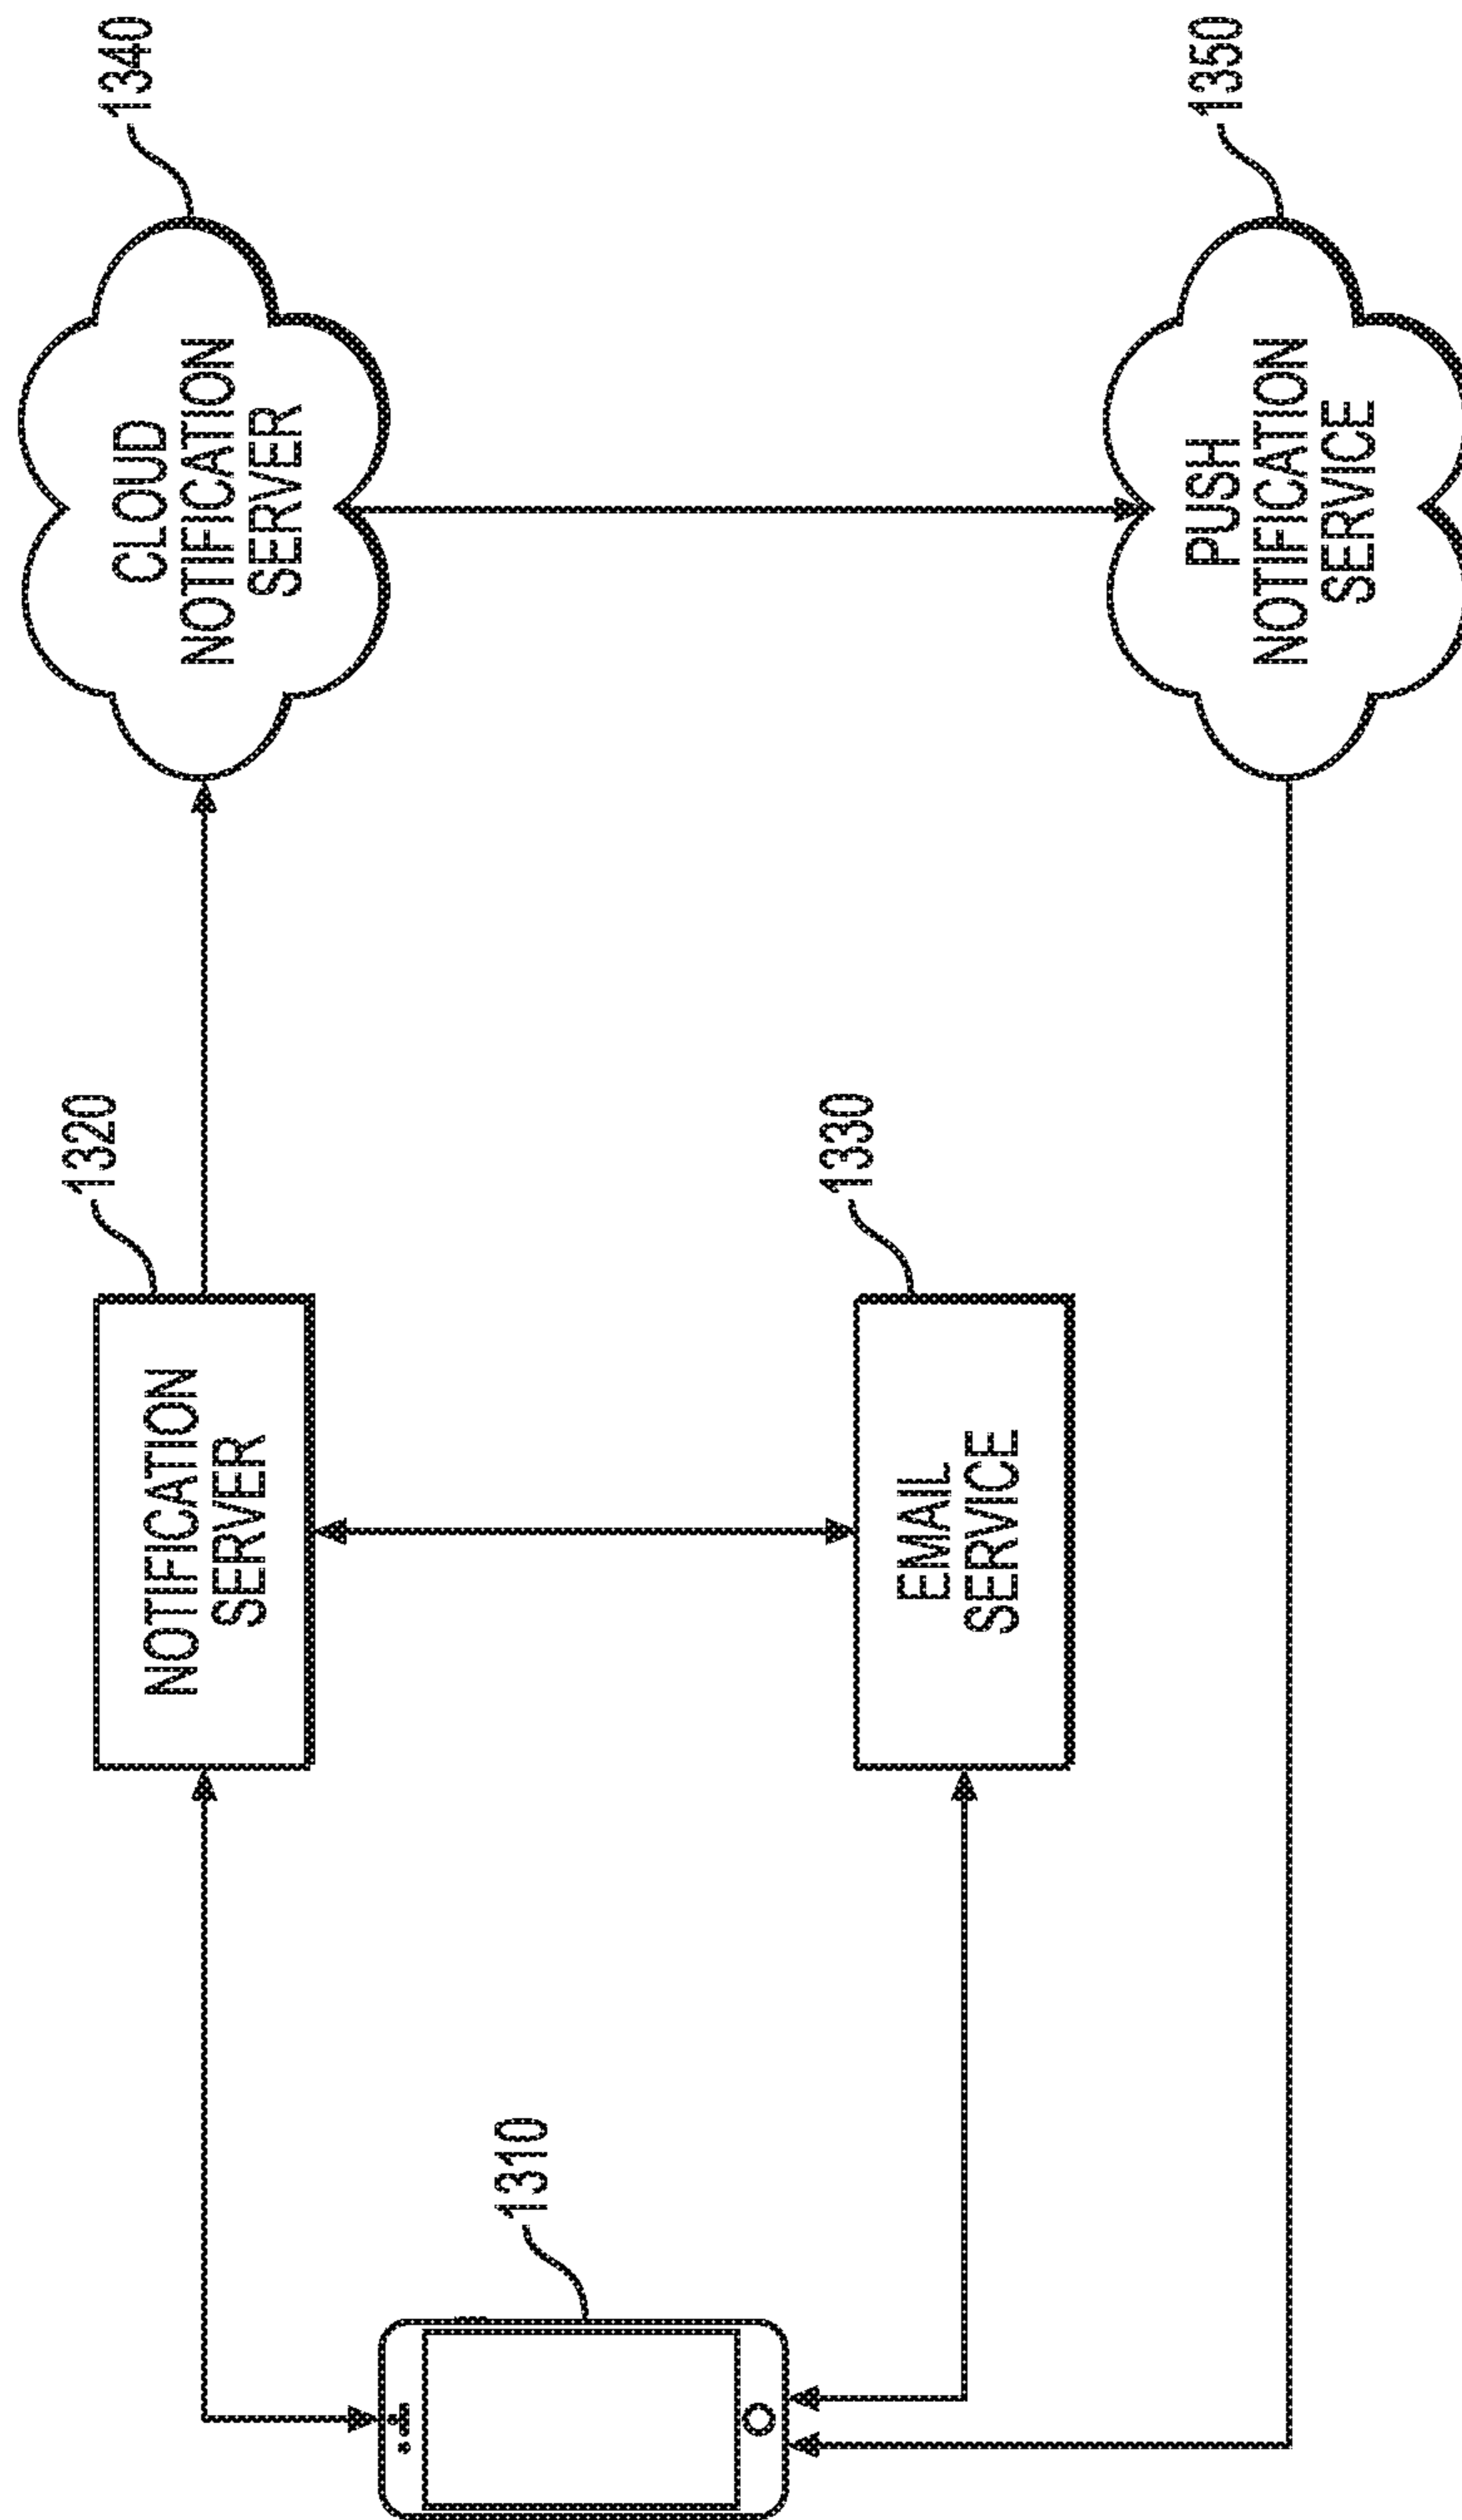 1310
NOTIFICATION
SERVER
1320
EMAIL
SERVICE
1330
CLOUD
NOTIFICATION
SERVER
1340
PUSH
NOTIFICATION
SERVICE
1350